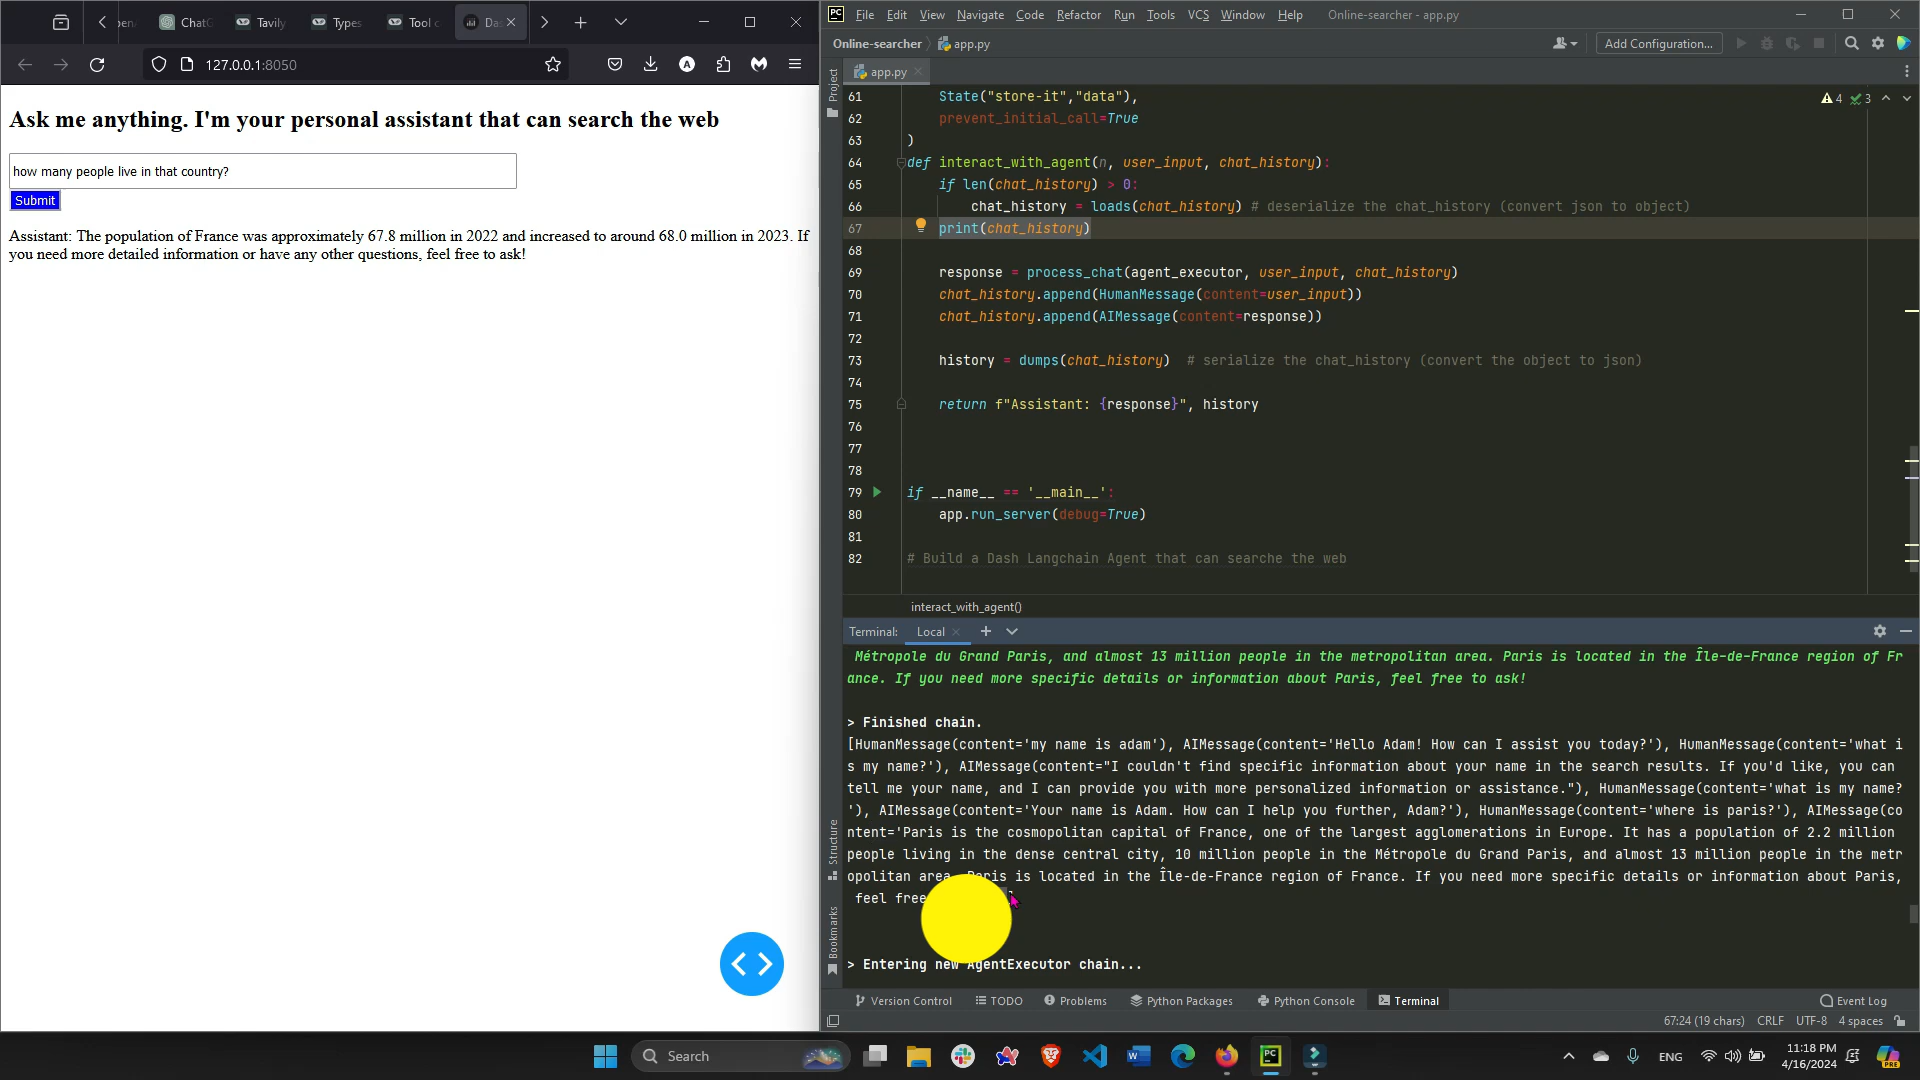 ChatG
Tavily
Types
Tool c
Das
127.0.0.1:8050
Ask me anything. I'm your personal assistant that can search the web
how many people live in that country?
Submit
Assistant: The population of France was approximately 67.8 million in 2022 and increased to around 68.0 million in 2023. If
you need more detailed information or have any other questions, feel free to ask!
PC File Edit View Navigate Code Refactor Run Tools VCS Window Help Online-searcher - app.py
Online-searcher app.py Add Configuration...
Project
app.py
4 3
61 State("store-it","data"),
62 prevent_initial_call=True
63 )
64 def interact_with_agent(n, user_input, chat_history):
65 if len(chat_history) > 0:
66 chat_history = loads(chat_history) # deserialize the chat_history (convert json to object)
67 print(chat_history)
68
69 response = process_chat(agent_executor, user_input, chat_history)
70 chat_history.append(HumanMessage(content=user_input))
71 chat_history.append(AIMessage(content=response))
72
73 history = dumps(chat_history) # serialize the chat_history (convert the object to json)
74
75 return f"Assistant: {response}", history
76
77
78
79 if __name__ == '__main__':
80 app.run_server(debug=True)
81
82 # Build a Dash Langchain Agent that can searche the web
interact_with_agent()
Terminal: Local
Métropole du Grand Paris, and almost 13 million people in the metropolitan area. Paris is located in the Île-de-France region of Fr
ance. If you need more specific details or information about Paris, feel free to ask!
> Finished chain.
[HumanMessage(content='my name is adam'), AIMessage(content='Hello Adam! How can I assist you today?'), HumanMessage(content='what i
s my name?'), AIMessage(content="I couldn't find specific information about your name in the search results. If you'd like, you can
tell me your name, and I can provide you with more personalized information or assistance."), HumanMessage(content='what is my name?
'), AIMessage(content='Your name is Adam. How can I help you further, Adam?'), HumanMessage(content='where is paris?'), AIMessage(co
ntent='Paris is the cosmopolitan capital of France, one of the largest agglomerations in Europe. It has a population of 2.2 million
people living in the dense central city, 10 million people in the Métropole du Grand Paris, and almost 13 million people in the metr
opolitan area. Paris is located in the Île-de-France region of France. If you need more specific details or information about Paris,
feel free
> Entering new AgentExecutor chain...
Structure
Bookmarks
Version Control TODO Problems Python Packages Python Console Terminal Event Log
67:24 (19 chars) CRLF UTF-8 4 spaces
Search
ENG
11:18 PM
4/16/2024
PRE